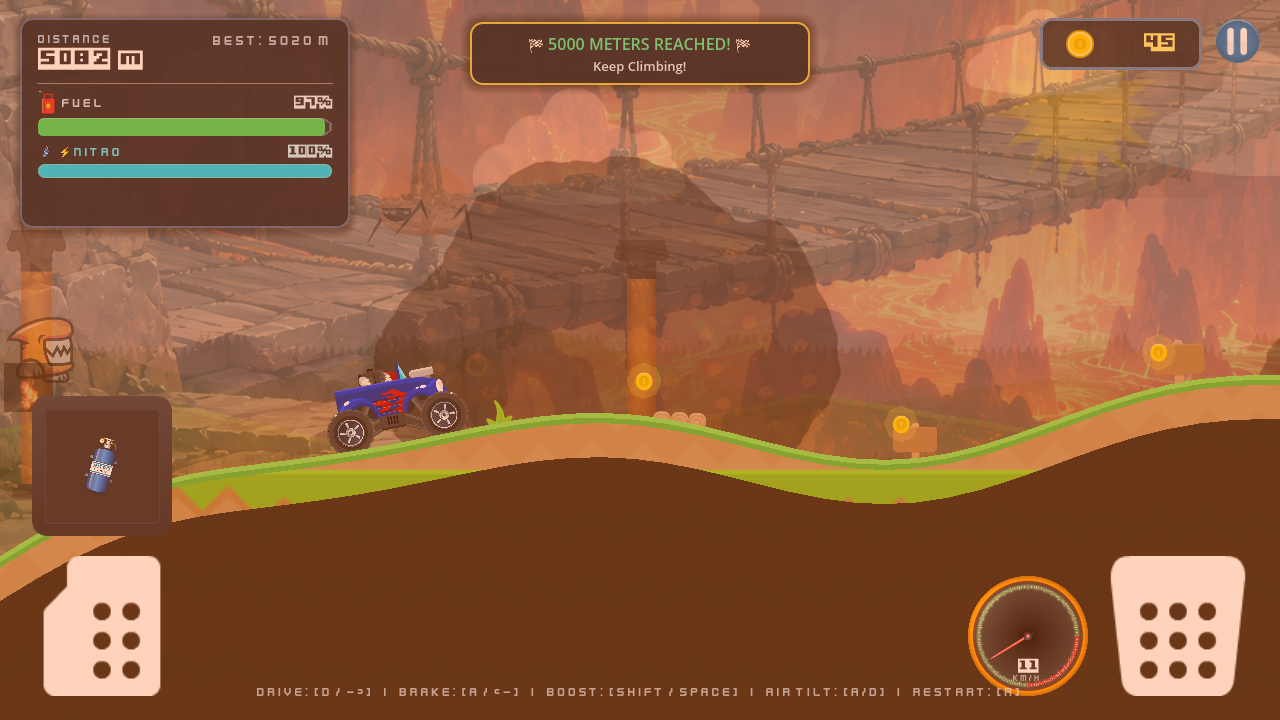 DISTANCE
BEST: 5020 M
5082 m
FUEL
97%
NITRO
100%
5000 METERS REACHED!
Keep Climbing!
45
11
KM/H
DRIVE: [D / ->] | BRAKE: [A / <-] | BOOST: [SHIFT / SPACE] | AIR TILT: [A/D] | RESTART: [R]